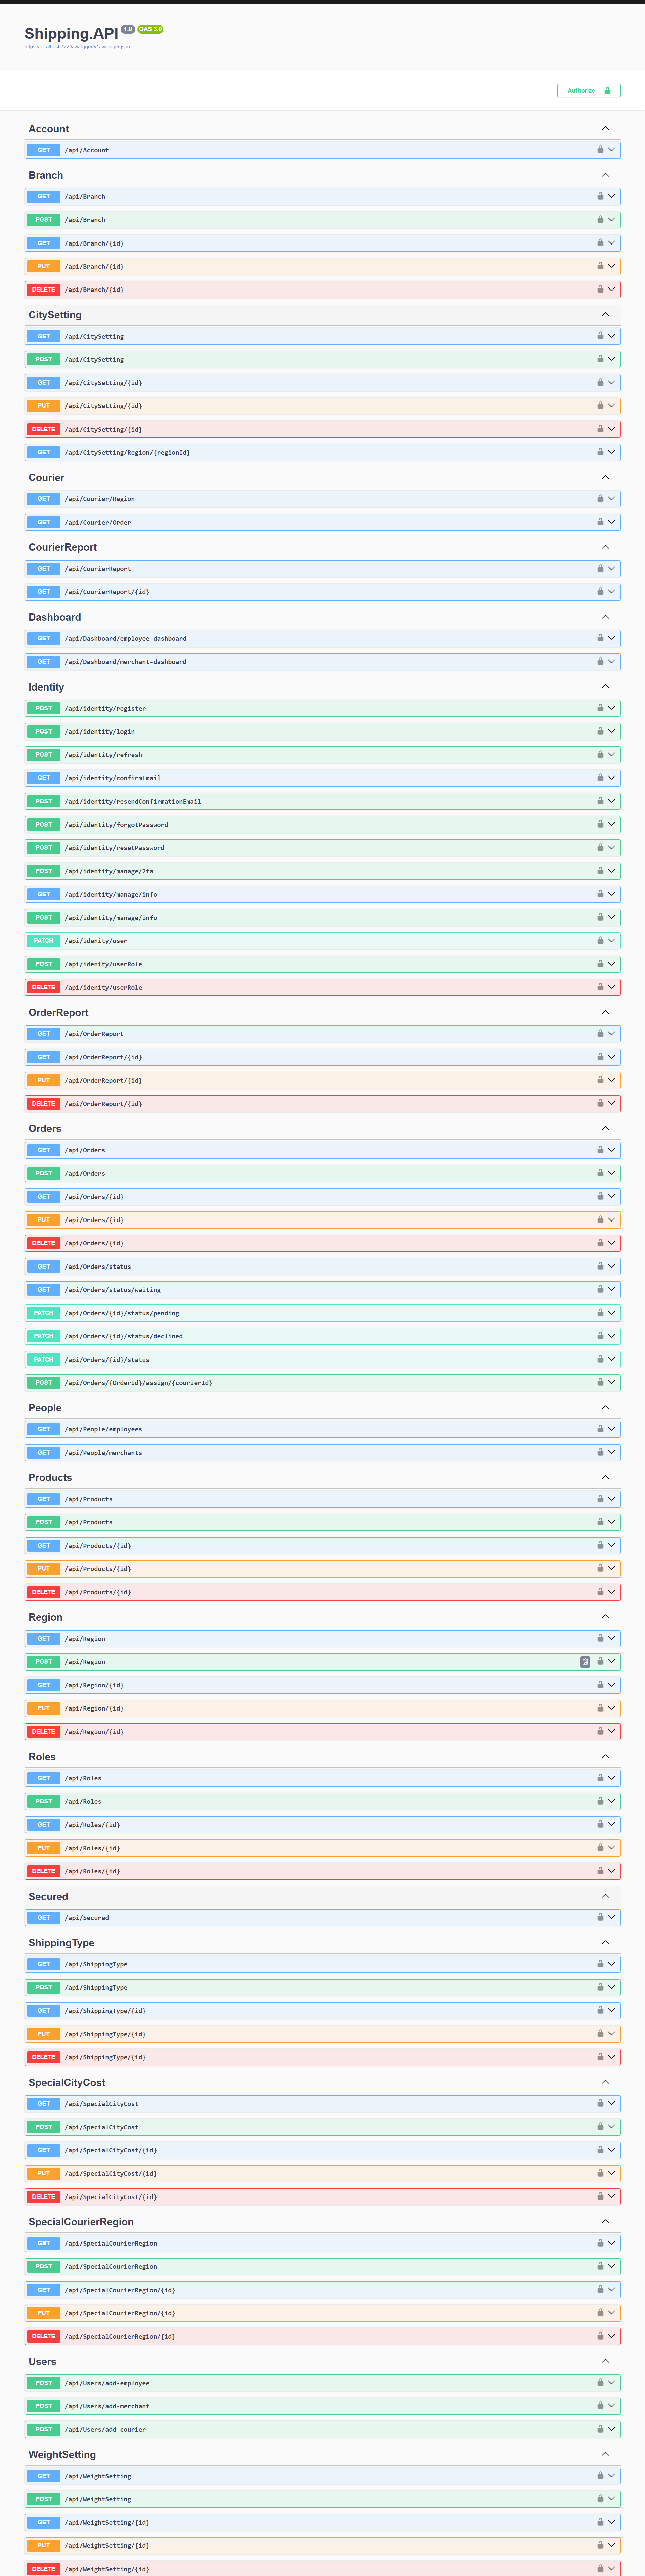 Shipping.API 1.0 OAS 3.0
https://localhost:7224/swagger/v1/swagger.json
Authorize
Account
GET /api/Account
Branch
GET /api/Branch
POST /api/Branch
GET /api/Branch/{id}
PUT /api/Branch/{id}
DELETE /api/Branch/{id}
CitySetting
GET /api/CitySetting
POST /api/CitySetting
GET /api/CitySetting/{id}
PUT /api/CitySetting/{id}
DELETE /api/CitySetting/{id}
GET /api/CitySetting/Region/{regionId}
Courier
GET /api/Courier/Region
GET /api/Courier/Order
CourierReport
GET /api/CourierReport
GET /api/CourierReport/{id}
Dashboard
GET /api/Dashboard/employee-dashboard
GET /api/Dashboard/merchant-dashboard
Identity
POST /api/identity/register
POST /api/identity/login
POST /api/identity/refresh
GET /api/identity/confirmEmail
POST /api/identity/resendConfirmationEmail
POST /api/identity/forgotPassword
POST /api/identity/resetPassword
POST /api/identity/manage/2fa
GET /api/identity/manage/info
POST /api/identity/manage/info
PATCH /api/idenity/user
POST /api/idenity/userRole
DELETE /api/idenity/userRole
OrderReport
GET /api/OrderReport
GET /api/OrderReport/{id}
PUT /api/OrderReport/{id}
DELETE /api/OrderReport/{id}
Orders
GET /api/Orders
POST /api/Orders
GET /api/Orders/{id}
PUT /api/Orders/{id}
DELETE /api/Orders/{id}
GET /api/Orders/status
GET /api/Orders/status/waiting
PATCH /api/Orders/{id}/status/pending
PATCH /api/Orders/{id}/status/declined
PATCH /api/Orders/{id}/status
POST /api/Orders/{OrderId}/assign/{courierId}
People
GET /api/People/employees
GET /api/People/merchants
Products
GET /api/Products
POST /api/Products
GET /api/Products/{id}
PUT /api/Products/{id}
DELETE /api/Products/{id}
Region
GET /api/Region
POST /api/Region
GET /api/Region/{id}
PUT /api/Region/{id}
DELETE /api/Region/{id}
Roles
GET /api/Roles
POST /api/Roles
GET /api/Roles/{id}
PUT /api/Roles/{id}
DELETE /api/Roles/{id}
Secured
GET /api/Secured
ShippingType
GET /api/ShippingType
POST /api/ShippingType
GET /api/ShippingType/{id}
PUT /api/ShippingType/{id}
DELETE /api/ShippingType/{id}
SpecialCityCost
GET /api/SpecialCityCost
POST /api/SpecialCityCost
GET /api/SpecialCityCost/{id}
PUT /api/SpecialCityCost/{id}
DELETE /api/SpecialCityCost/{id}
SpecialCourierRegion
GET /api/SpecialCourierRegion
POST /api/SpecialCourierRegion
GET /api/SpecialCourierRegion/{id}
PUT /api/SpecialCourierRegion/{id}
DELETE /api/SpecialCourierRegion/{id}
Users
POST /api/Users/add-employee
POST /api/Users/add-merchant
POST /api/Users/add-courier
WeightSetting
GET /api/WeightSetting
POST /api/WeightSetting
GET /api/WeightSetting/{id}
PUT /api/WeightSetting/{id}
DELETE /api/WeightSetting/{id}